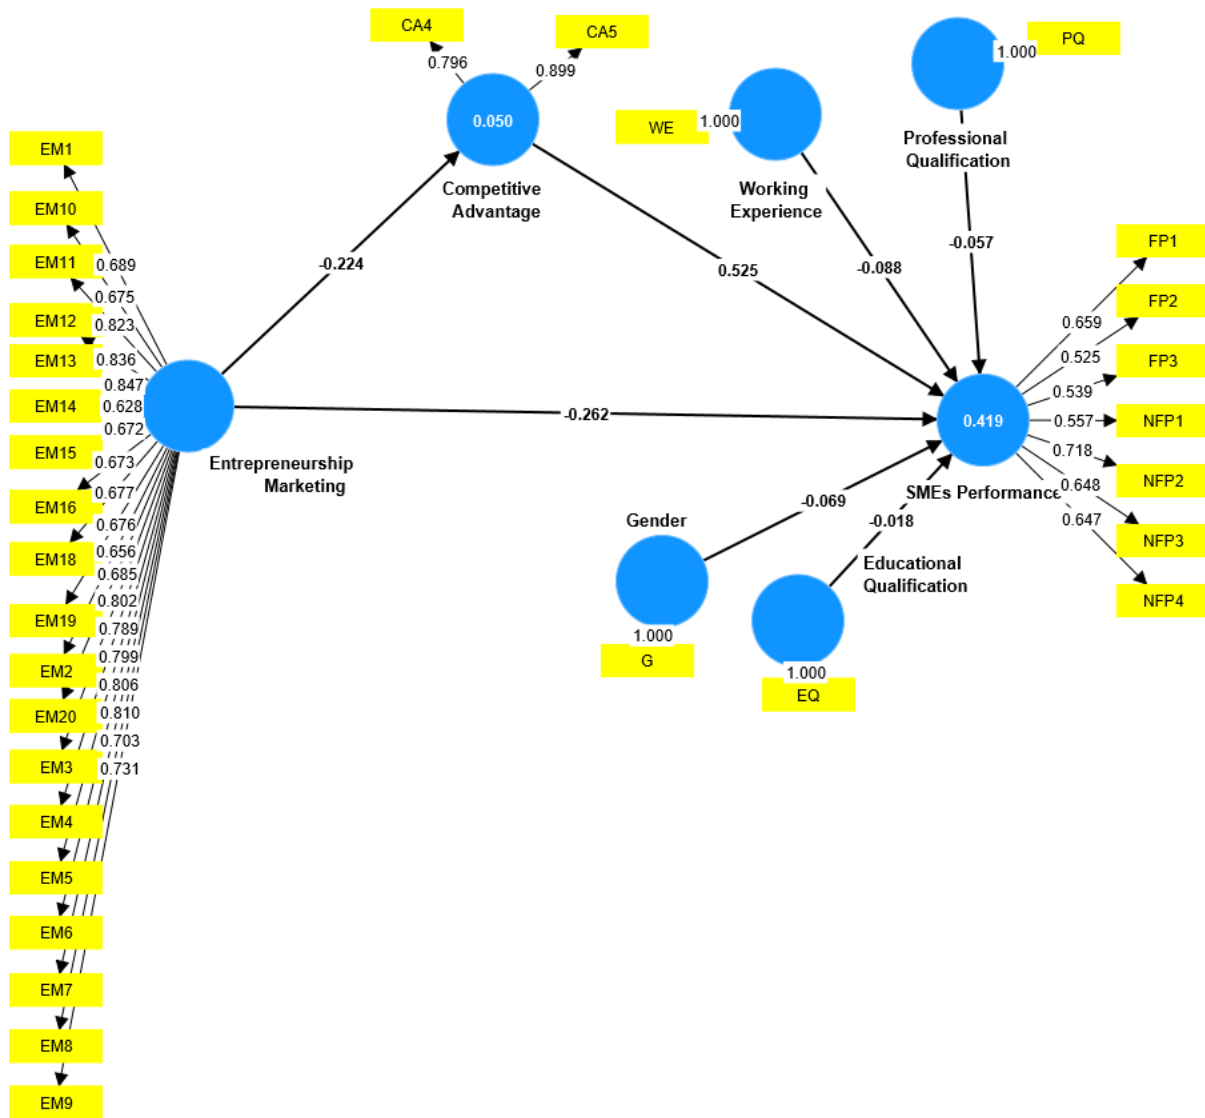 CA4
CA5
PQ
0.796
0.899
1.000
WE
1.000
0.050
Professional
Qualification
Competitive
Advantage
Working
Experience
EM1
EM10
EM11
EM12
EM13
EM14
EM15
EM16
EM18
EM19
EM2
EM20
EM3
EM4
EM5
EM6
EM7
EM8
EM9
0.689
0.675
0.823
0.836
0.847
0.628
0.672
0.673
0.677
0.676
0.656
0.685
0.802
0.789
0.799
0.806
0.810
0.703
0.731
Entrepreneurship
Marketing
-0.224
0.525
-0.088
-0.057
-0.262
-0.069
-0.018
0.419
SMEs Performance
Gender
1.000
G
Educational
Qualification
1.000
EQ
0.659
0.525
0.539
0.557
0.718
0.648
0.647
FP1
FP2
FP3
NFP1
NFP2
NFP3
NFP4